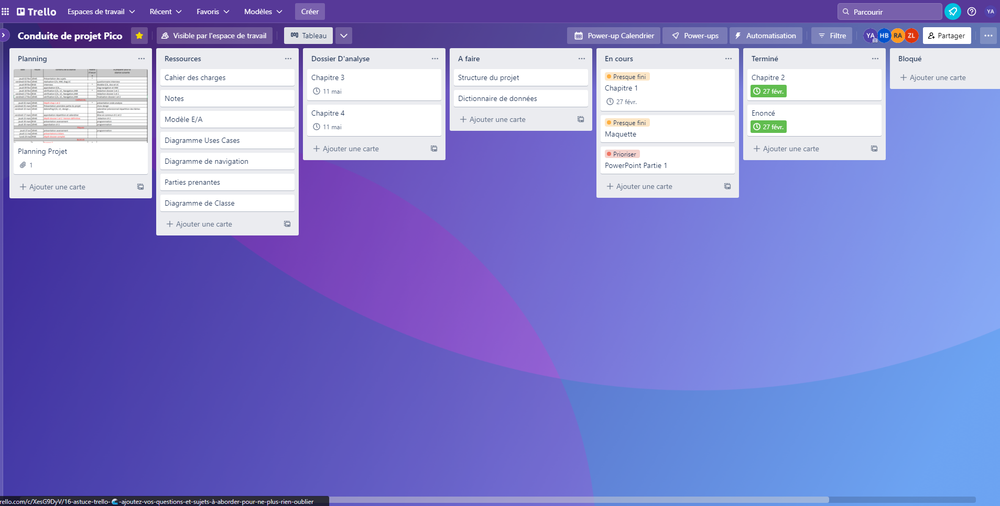 Trello
Espaces de travail
Récent
Favoris
Modèles
Créer
Parcourir
YA
Conduite de projet Pico
Visible par l'espace de travail
Tableau
Power-up Calendrier
Power-ups
Automatisation
Filtre
YA
HB
RA
ZL
Partager
Planning
Planning Projet
1
Ajouter une carte
Ressources
Cahier des charges
Notes
Modèle E/A
Diagramme Uses Cases
Diagramme de navigation
Parties prenantes
Diagramme de Classe
Ajouter une carte
Dossier D'analyse
Chapitre 3
11 mai
Chapitre 4
11 mai
Ajouter une carte
A faire
Structure du projet
Dictionnaire de données
Ajouter une carte
En cours
Presque fini
Chapitre 1
27 févr.
Presque fini
Maquette
Prioriser
PowerPoint Partie 1
Ajouter une carte
Terminé
Chapitre 2
27 févr.
Enoncé
27 févr.
Ajouter une carte
Bloqué
Ajouter une carte
rello.com/c/XesG9DyV/16-astuce-trello-🌊-ajoutez-vos-questions-et-sujets-à-aborder-pour-ne-plus-rien-oublier